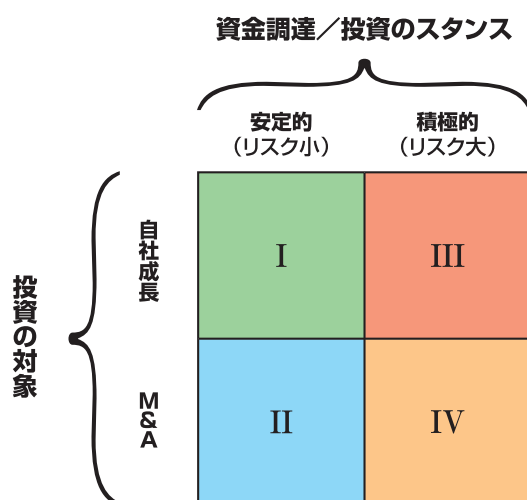 資金調達／投資のスタンス
安定的
（リスク小）
積極的
（リスク大）
投資の対象
自社成長
I
III
M&A
II
IV